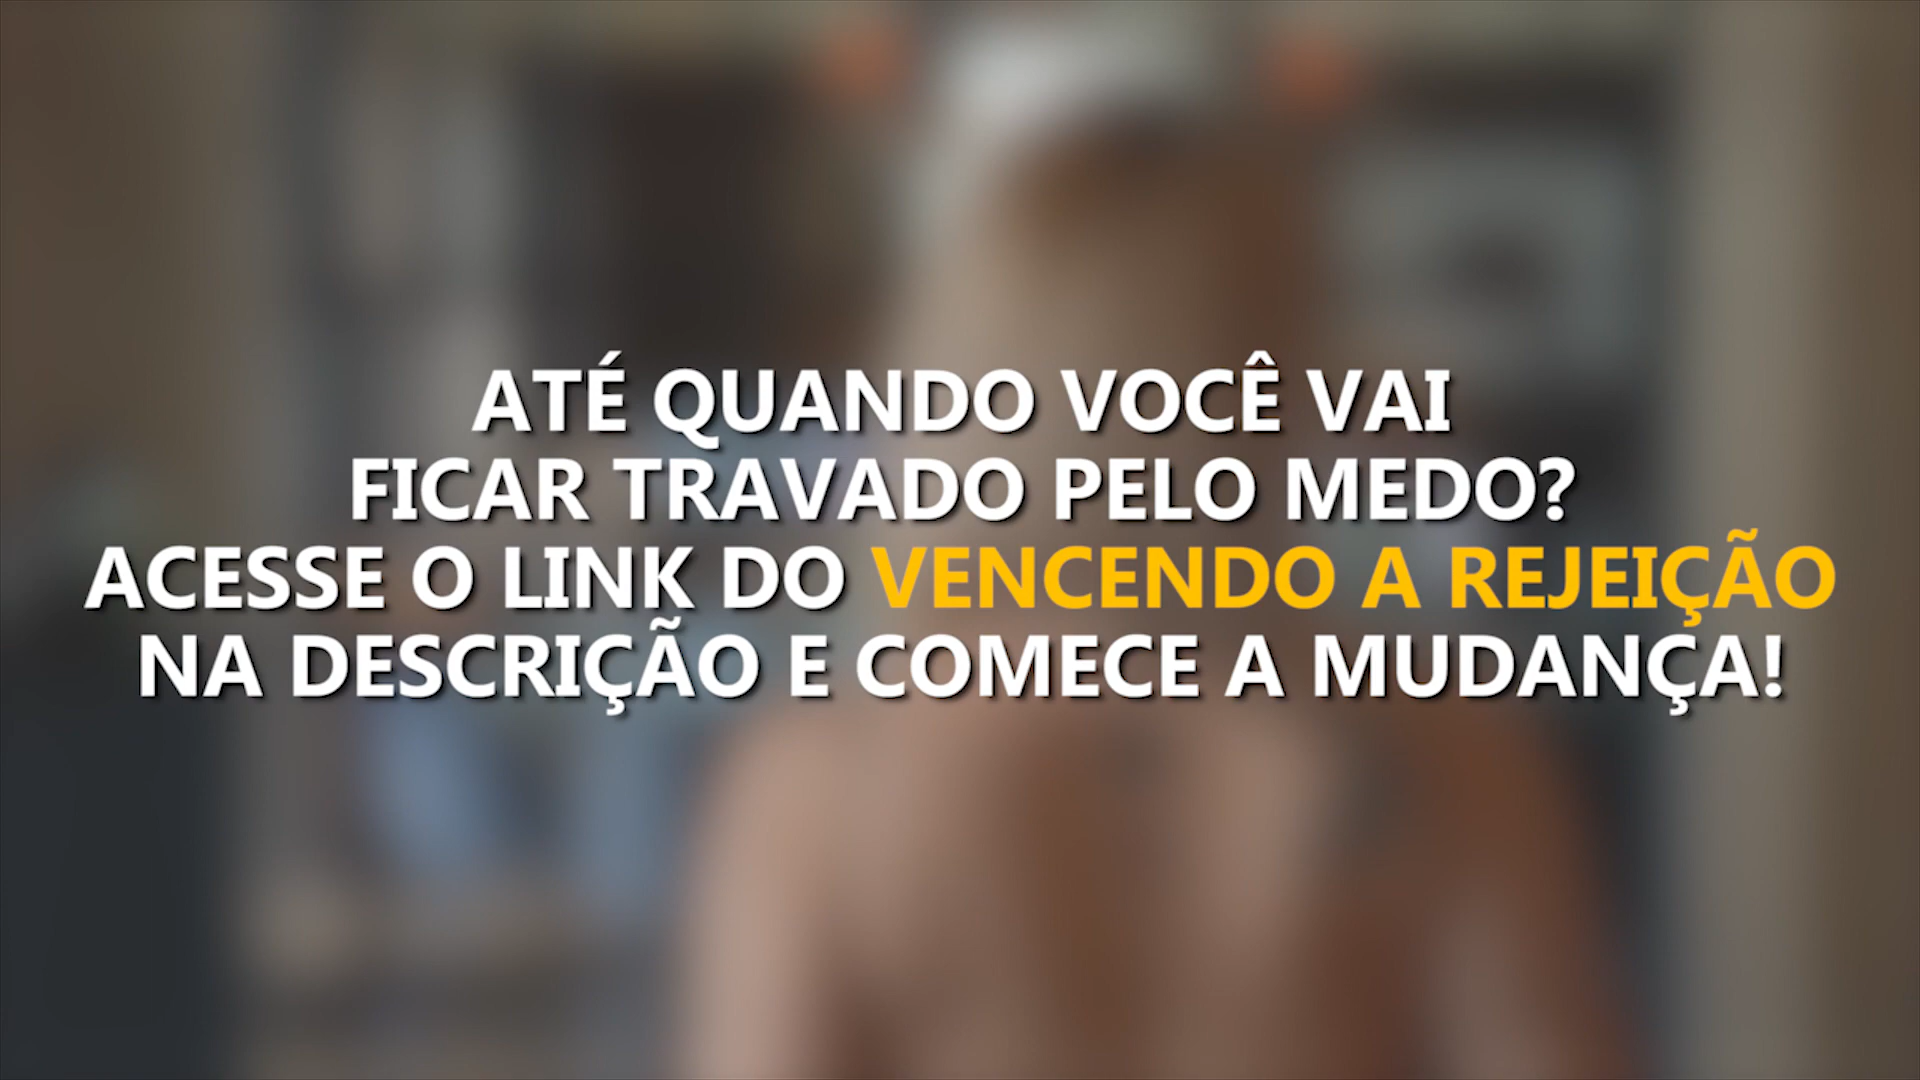 ATÉ QUANDO VOCÊ VAI
FICAR TRAVADO PELO MEDO?
ACESSE O LINK DO VENCENDO A REJEIÇÃO
NA DESCRIÇÃO E COMECE A MUDANÇA!